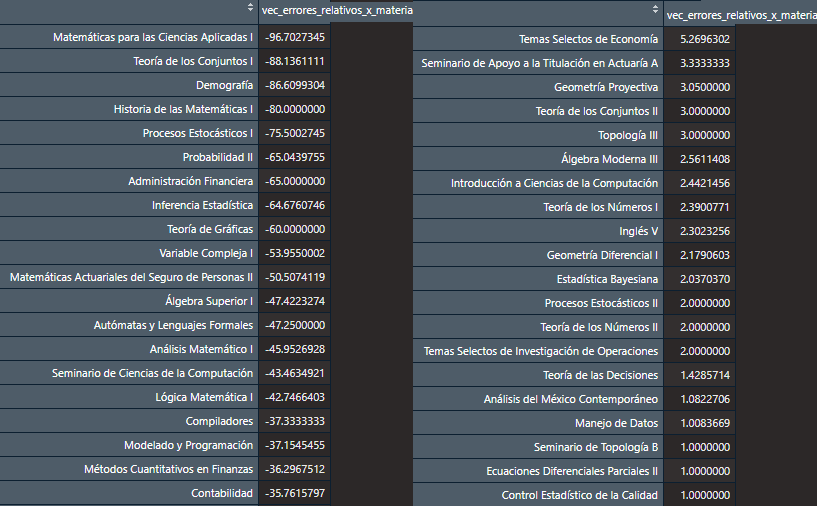 vec_errores_relativos_x_materia
Matemáticas para las Ciencias Aplicadas I -96.7027345
Teoría de los Conjuntos I -88.1361111
Demografía -86.6099304
Historia de las Matemáticas I -80.0000000
Procesos Estocásticos I -75.5002745
Probabilidad II -65.0439755
Administración Financiera -65.0000000
Inferencia Estadística -64.6760746
Teoría de Gráficas -60.0000000
Variable Compleja I -53.9550002
Matemáticas Actuariales del Seguro de Personas II -50.5074119
Álgebra Superior I -47.4223274
Autómatas y Lenguajes Formales -47.2500000
Análisis Matemático I -45.9526928
Seminario de Ciencias de la Computación -43.4634921
Lógica Matemática I -42.7466403
Compiladores -37.3333333
Modelado y Programación -37.1545455
Métodos Cuantitativos en Finanzas -36.2967512
Contabilidad -35.7615797
vec_errores_relativos_x_materia
Temas Selectos de Economía 5.2696302
Seminario de Apoyo a la Titulación en Actuaría A 3.3333333
Geometría Proyectiva 3.0500000
Teoría de los Conjuntos II 3.0000000
Topología III 3.0000000
Álgebra Moderna III 2.5611408
Introducción a Ciencias de la Computación 2.4421456
Teoría de los Números I 2.3900771
Inglés V 2.3023256
Geometría Diferencial I 2.1790603
Estadística Bayesiana 2.0370370
Procesos Estocásticos II 2.0000000
Teoría de los Números II 2.0000000
Temas Selectos de Investigación de Operaciones 2.0000000
Teoría de las Decisiones 1.4285714
Análisis del México Contemporáneo 1.0822706
Manejo de Datos 1.0083669
Seminario de Topología B 1.0000000
Ecuaciones Diferenciales Parciales II 1.0000000
Control Estadístico de la Calidad 1.0000000